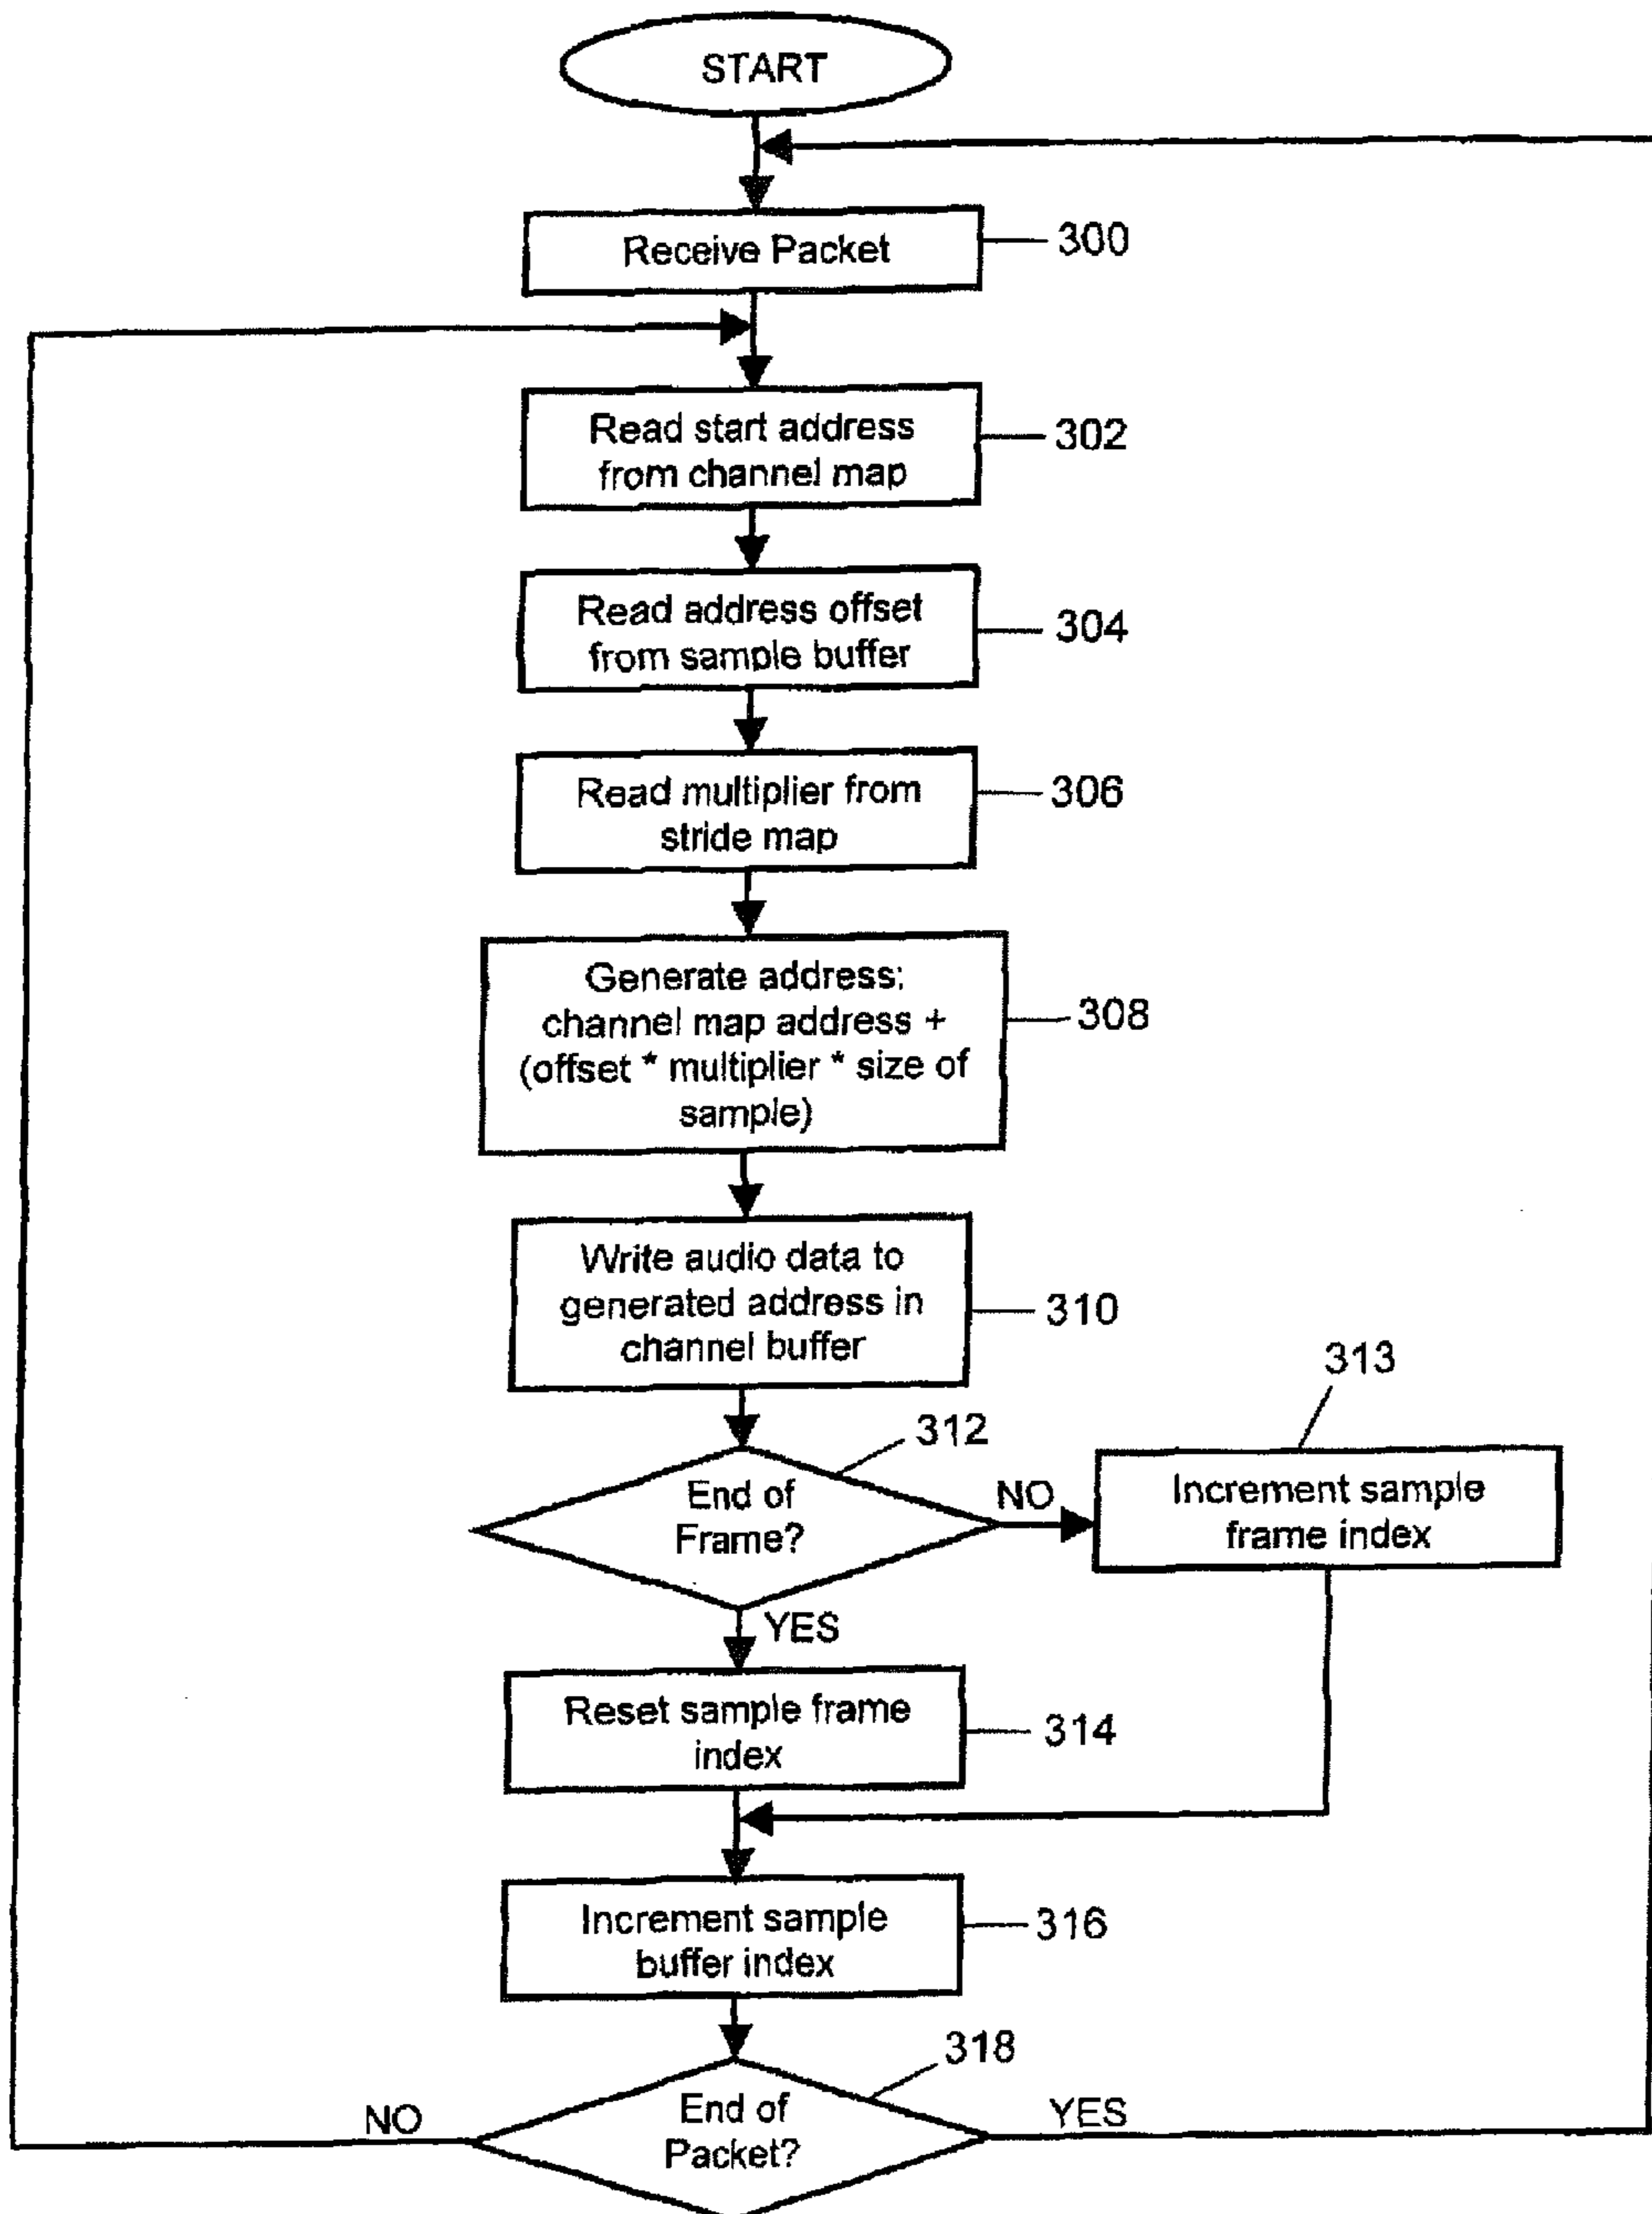 START
Receive Packet
300
Read start address
from channel map
302
Read address offset
from sample buffer
304
Read multiplier from
stride map
306
Generate address:
channel map address +
(offset * multiplier * size of
sample)
308
Write audio data to
generated address in
channel buffer
310
313
312
End of
Frame?
NO
Increment sample
frame index
YES
Reset sample frame
index
314
Increment sample
buffer index
316
318
End of
Packet?
NO
YES